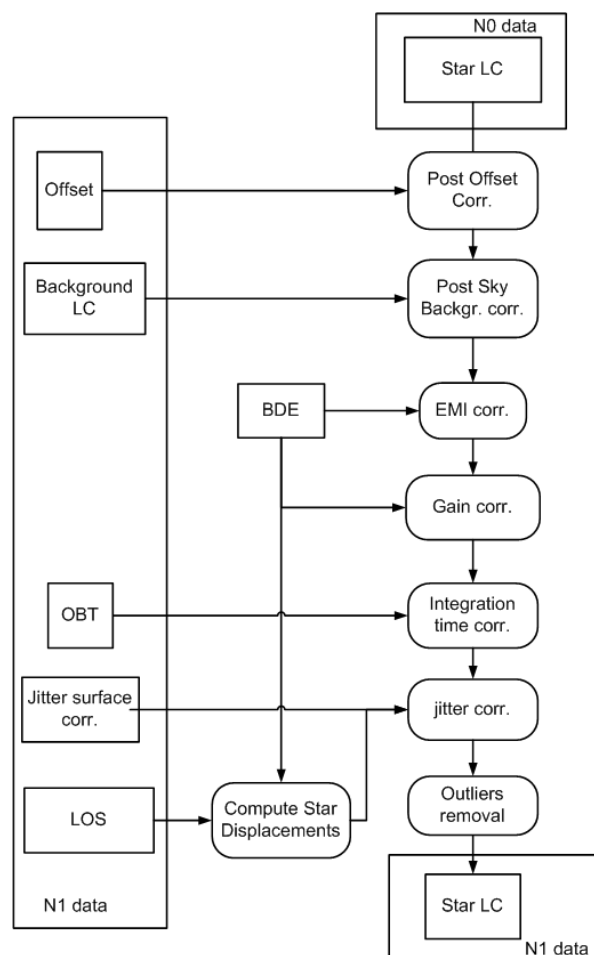 N0 data
Star LC
Offset
Post Offset
Corr.
Background
LC
Post Sky
Backgr. corr.
BDE
EMI corr.
Gain corr.
OBT
Integration
time corr.
Jitter surface
corr.
jitter corr.
LOS
Compute Star
Displacements
Outliers
removal
Star LC
N1 data
N1 data